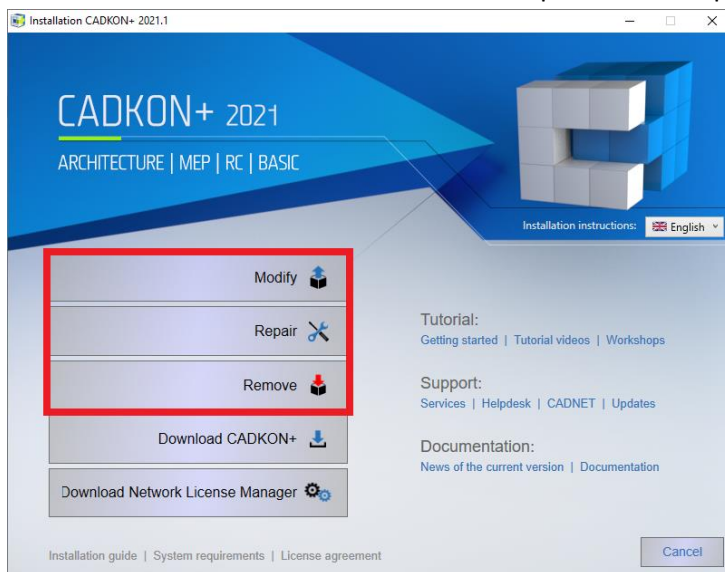 Installation CADKON+ 2021.1
CADKON+ 2021
ARCHITECTURE | MEP | RC | BASIC
Installation instructions: English
Modify
Repair
Remove
Download CADKON+
Download Network License Manager
Tutorial:
Getting started | Tutorial videos | Workshops
Support:
Services | Helpdesk | CADNET | Updates
Documentation:
News of the current version | Documentation
Installation guide | System requirements | License agreement
Cancel